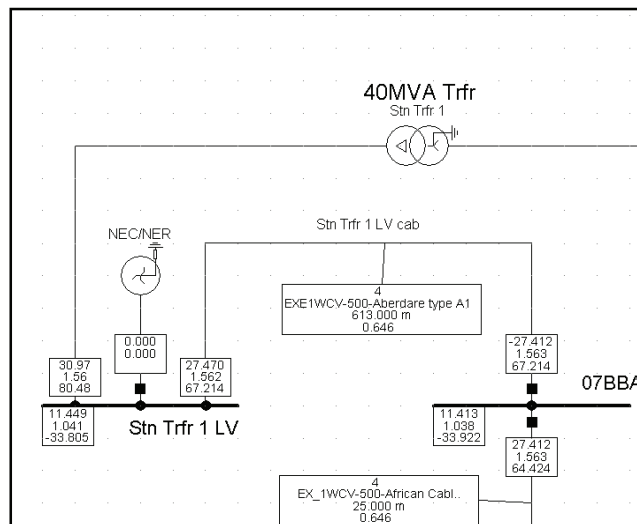 40MVA Trfr
Stn Trfr 1
Stn Trfr 1 LV cab
NEC/NER
4
EXE1WCV-500-Aberdare type A1
613.000 m
0.646
0.000
0.000
30.97
1.56
80.48
27.470
1.562
67.214
-27.412
1.563
67.214
07BBA
11.449
1.041
-33.805
Stn Trfr 1 LV
11.413
1.038
-33.922
27.412
1.563
64.424
4
EX_1WCV-500-African Cabl..
25.000 m
0.646